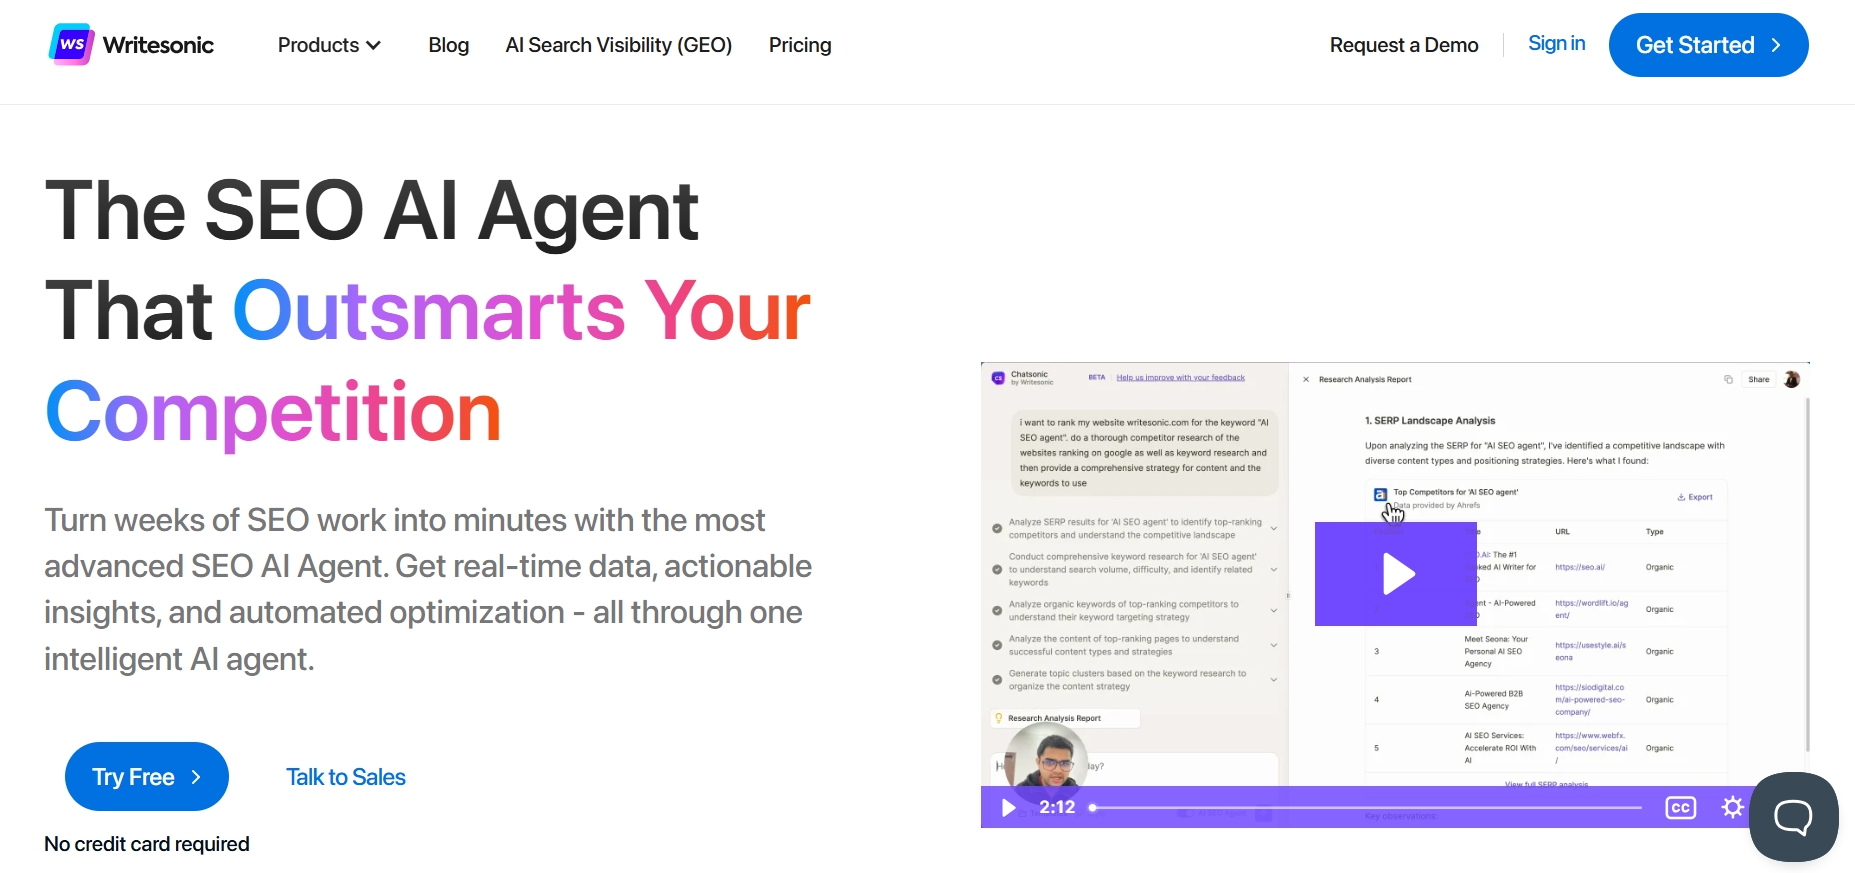 WS Writesonic
Products
Blog
AI Search Visibility (GEO)
Pricing
Request a Demo
Sign in
Get Started
The SEO AI Agent
That Outsmarts Your
Competition
Turn weeks of SEO work into minutes with the most
advanced SEO AI Agent. Get real-time data, actionable
insights, and automated optimization - all through one
intelligent AI agent.
Try Free
Talk to Sales
No credit card required
CS Chatsonic
by Writesonic
BETA
Help us improve with your feedback
i want to rank my website writesonic.com for the keyword "AI
SEO agent". do a thorough competitor research of the
websites ranking on google as well as keyword research and
then provide a comprehensive strategy for content and the
keywords to use
Analyze SERP results for 'AI SEO agent' to identify top-ranking
competitors and understand the competitive landscape
Conduct comprehensive keyword research for 'AI SEO agent'
to understand search volume, difficulty, and identify related
keywords
Analyze organic keywords of top-ranking competitors to
understand their keyword targeting strategy
Analyze the content of top-ranking pages to understand
successful content types and strategies
Generate topic clusters based on the keyword research to
organize the content strategy
Research Analysis Report
Research Analysis Report
Share
1. SERP Landscape Analysis
Upon analyzing the SERP for "AI SEO agent", I've identified a competitive landscape with
diverse content types and positioning strategies. Here's what I found:
Top Competitors for 'AI SEO agent'
Data provided by Ahrefs
Export
URL
Type
The #1
AI Writer for
https://seo.ai/
Organic
- AI-Powered
https://wordlift.io/ag
ent/
Organic
3
Meet Seona: Your
Personal AI SEO
Agency
https://usestyle.ai/s
eona
Organic
4
AI-Powered B2B
SEO Agency
https://siodigital.co
m/ai-powered-seo-
company/
Organic
5
AI SEO Services:
Accelerate ROI With
AI
https://www.webfx.
com/seo/services/ai
/
Organic
View full SERP analysis
Key observations:
2:12
CC